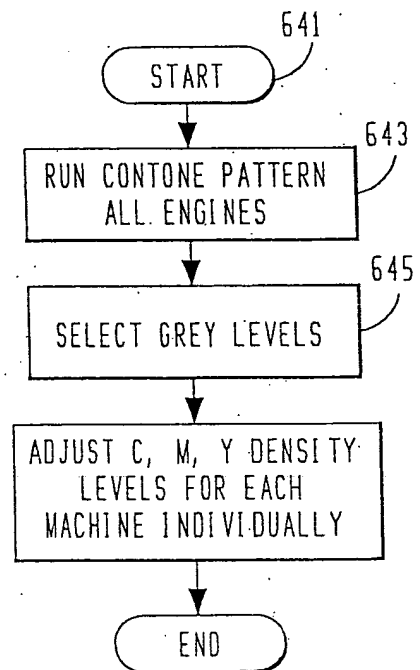 641
START
643
RUN CONTONE PATTERN
ALL ENGINES
645
SELECT GREY LEVELS
ADJUST C, M, Y DENSITY
LEVELS FOR EACH
MACHINE INDIVIDUALLY
END